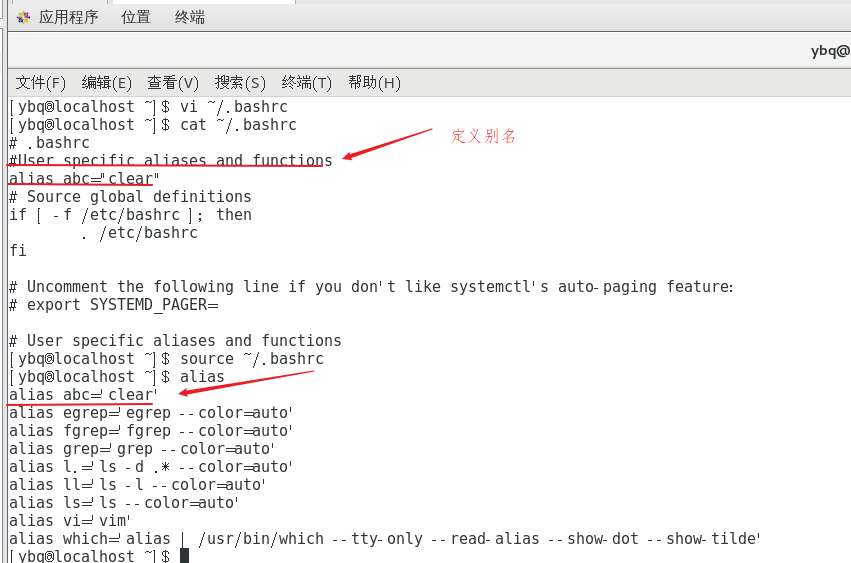 应用程序 位置 终端
ybq@
文件(F) 编辑(E) 查看(V) 搜索(S) 终端(T) 帮助(H)
[ybq@localhost ~]$ vi ~/.bashrc
[ybq@localhost ~]$ cat ~/.bashrc
# .bashrc
定义别名
#User specific aliases and functions
alias abc="clear"
# Source global definitions
if [ -f /etc/bashrc ]; then
        . /etc/bashrc
fi

# Uncomment the following line if you don't like systemctl's auto-paging feature:
# export SYSTEMD_PAGER=

# User specific aliases and functions
[ybq@localhost ~]$ source ~/.bashrc
[ybq@localhost ~]$ alias
alias abc='clear'
alias egrep='egrep --color=auto'
alias fgrep='fgrep --color=auto'
alias grep='grep --color=auto'
alias l.='ls -d .* --color=auto'
alias ll='ls -l --color=auto'
alias ls='ls --color=auto'
alias vi='vim'
alias which='alias | /usr/bin/which --tty-only --read-alias --show-dot --show-tilde'
[ybq@localhost ~]$